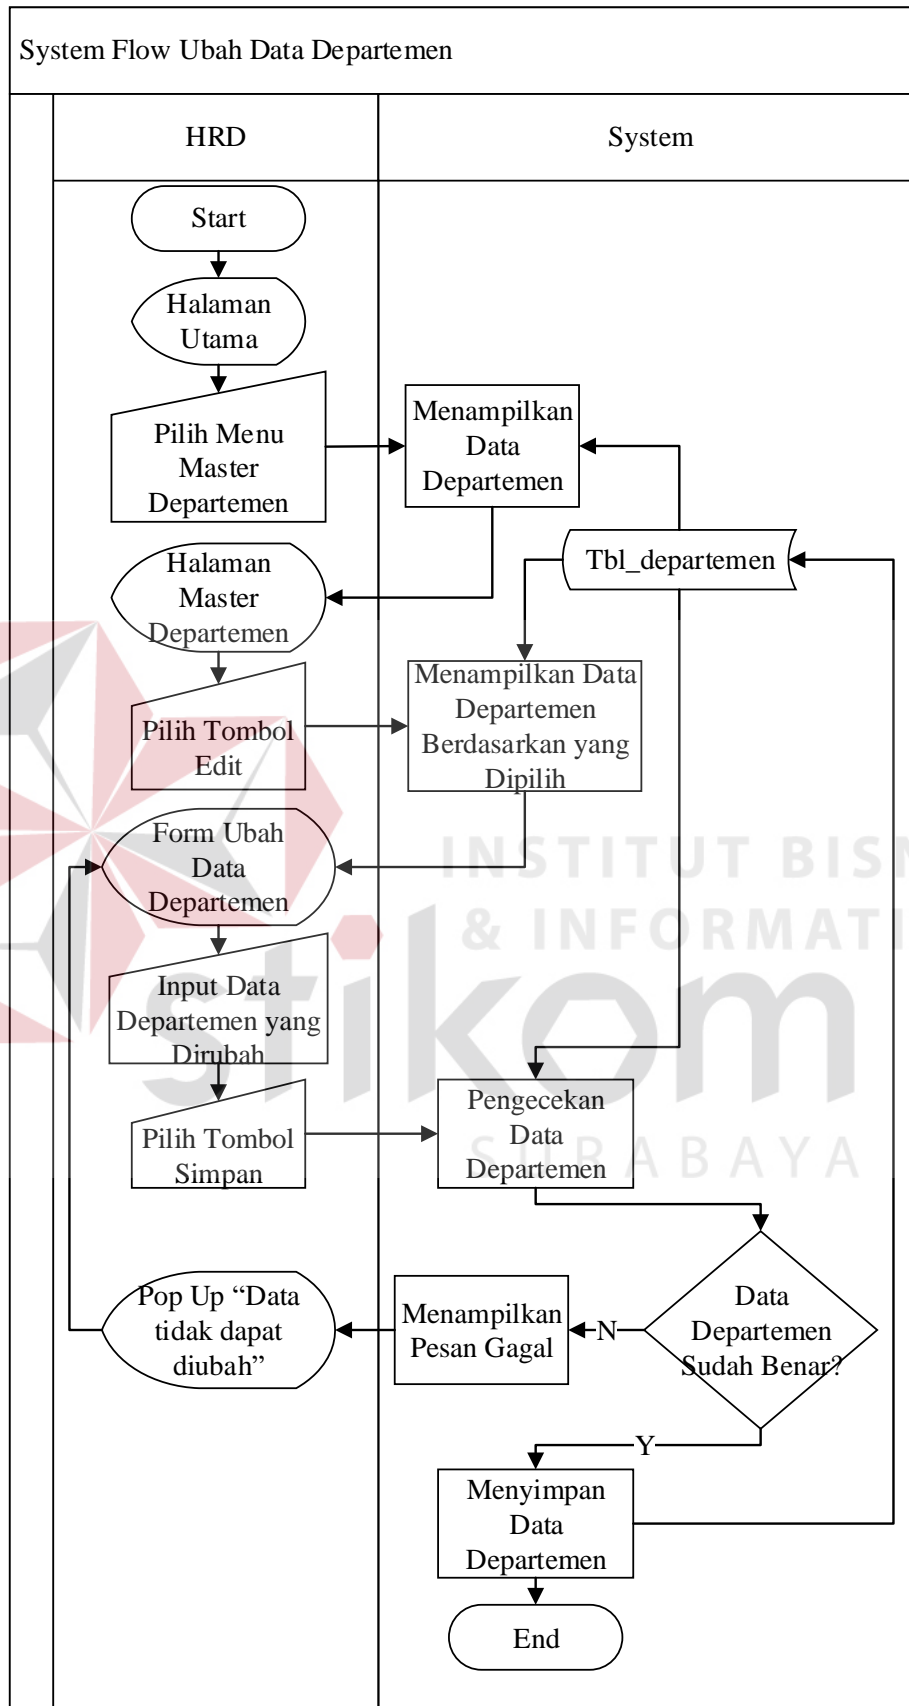 System Flow Ubah Data Departemen
HRD
System
Start
Halaman
Utama
Pilih Menu
Master
Departemen
Menampilkan
Data
Departemen
Tbl_departemen
Halaman
Master
Departemen
Pilih Tombol
Edit
Menampilkan Data
Departemen
Berdasarkan yang
Dipilih
Form Ubah
Data
Departemen
Input Data
Departemen yang
Dirubah
Pilih Tombol
Simpan
Pengecekan
Data
Departemen
Data
Departemen
Sudah Benar?
N
Menampilkan
Pesan Gagal
Pop Up “Data
tidak dapat
diubah”
Y
Menyimpan
Data
Departemen
End
INSTITUT BISN
& INFORMATI
stikom
SURABAYA